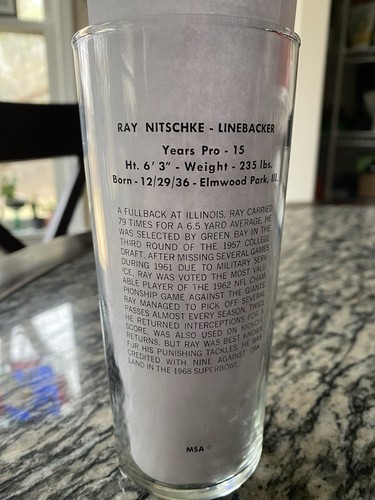 RAY NITSCHKE - LINEBACKER
Years Pro - 15
Ht. 6' 3" - Weight - 235 lbs.
Born - 12/29/36 - Elmwood Park, Ill.
A FULLBACK AT ILLINOIS, RAY CARRIED
79 TIMES FOR A 6.5 YARD AVERAGE. HE
WAS SELECTED BY GREEN BAY IN THE
THIRD ROUND OF THE 1957 COLLEGE
DRAFT. AFTER MISSING SEVERAL GAMES
DURING 1961 DUE TO MILITARY SERV-
ICE, RAY WAS VOTED THE MOST VALU-
ABLE PLAYER OF THE 1962 NFL CHAM-
PIONSHIP GAME AGAINST THE GIANTS.
RAY MANAGED TO PICK OFF SEVERAL
PASSES ALMOST EVERY SEASON. TWICE
HE RETURNED INTERCEPTIONS FOR A
SCORE, WAS ALSO USED ON KICKOFF
RETURNS. BUT RAY WAS BEST KNOWN
FOR HIS PUNISHING TACKLES. HE WAS
CREDITED WITH NINE AGAINST OAK-
LAND IN THE 1968 SUPERBOWL.
MSA ©